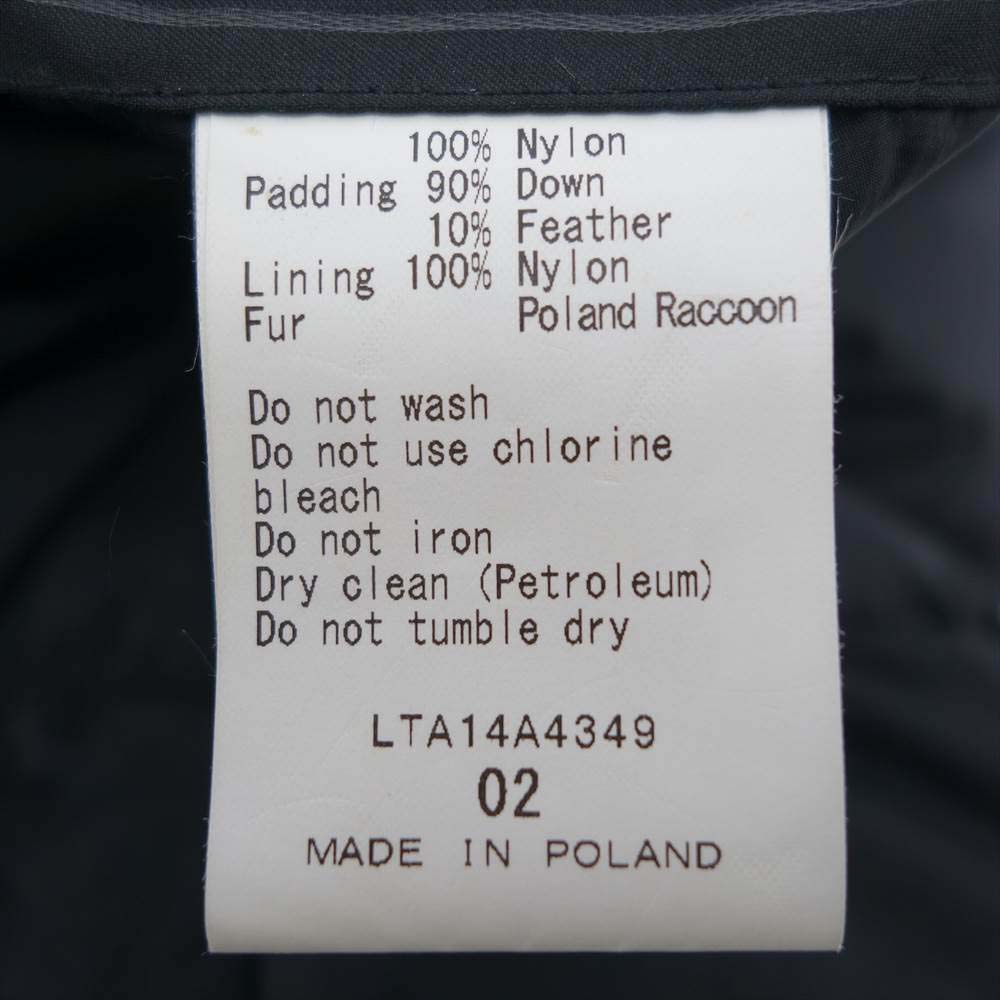 100% Nylon
Padding 90% Down
10% Feather
Lining 100% Nylon
Fur Poland Raccoon
Do not wash
Do not use chlorine
bleach
Do not iron
Dry clean (Petroleum)
Do not tumble dry
LTA14A4349
02
MADE IN POLAND